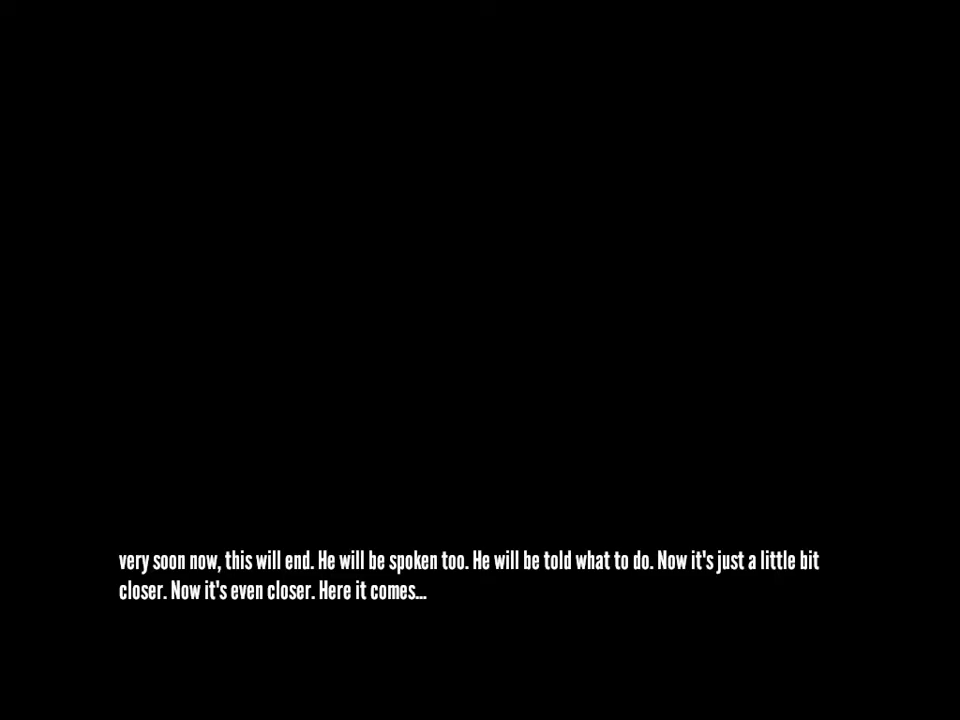 very soon now, this will end. He will be spoken too. He will be told what to do. Now it's just a little bit
closer. Now it's even closer. Here it comes...